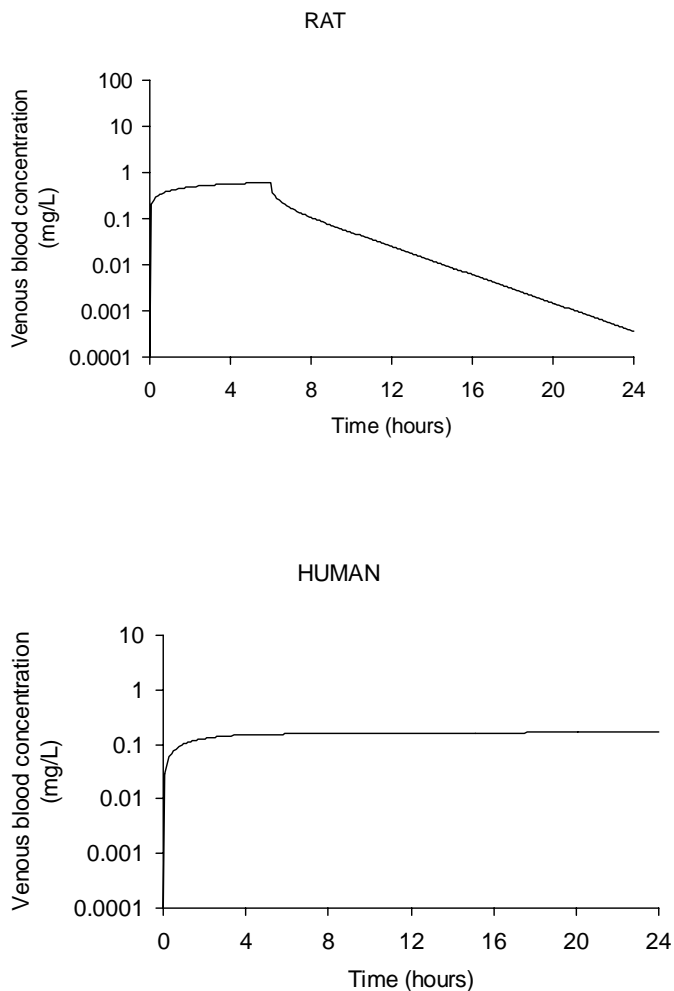 RAT
Venous blood concentration
(mg/L)
100
10
1
0.1
0.01
0.001
0.0001
0 4 8 12 16 20 24
Time (hours)
HUMAN
Venous blood concentration
(mg/L)
10
1
0.1
0.01
0.001
0.0001
0 4 8 12 16 20 24
Time (hours)